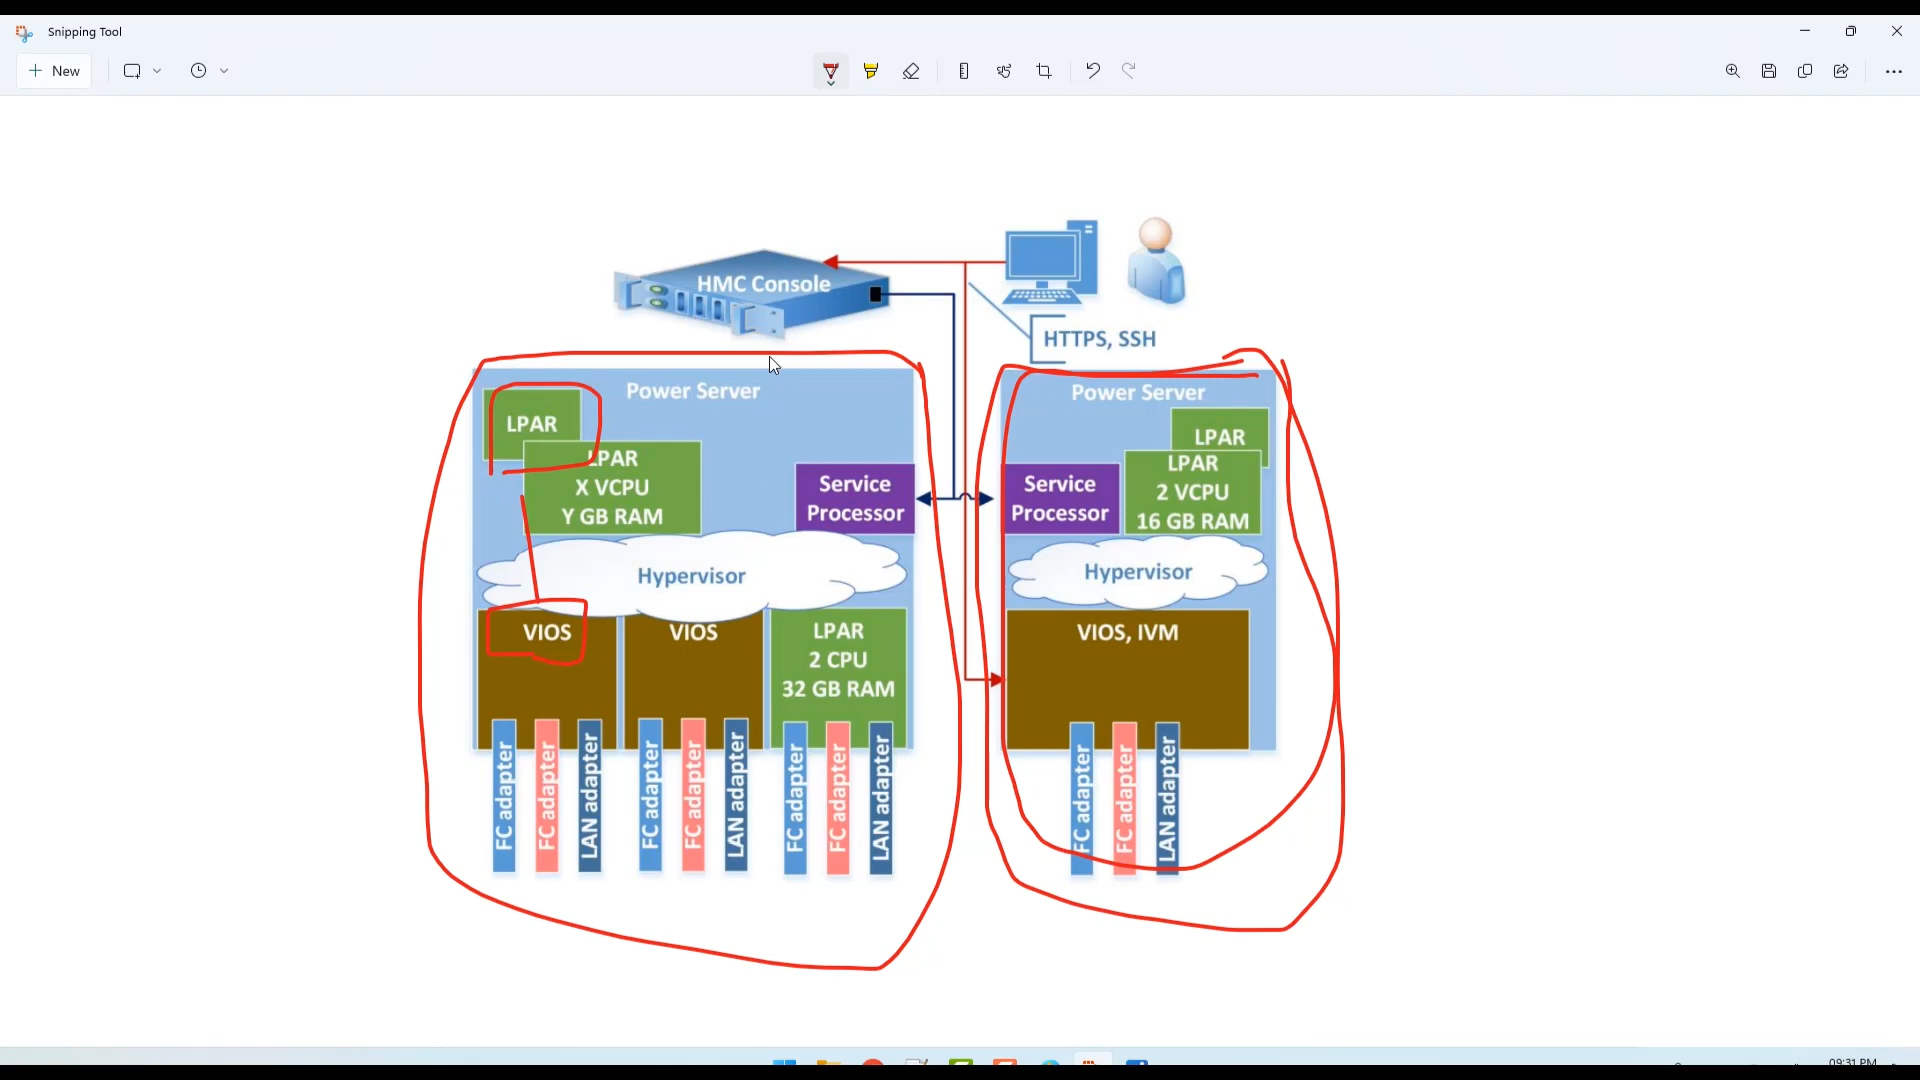 Snipping Tool
New
HMC Console
HTTPS, SSH
Power Server
LPAR
LPAR
X VCPU
Y GB RAM
Service
Processor
Hypervisor
VIOS
VIOS
LPAR
2 CPU
32 GB RAM
FC adapter
FC adapter
LAN adapter
FC adapter
FC adapter
LAN adapter
FC adapter
FC adapter
LAN adapter
Power Server
LPAR
LPAR
2 VCPU
16 GB RAM
Service
Processor
Hypervisor
VIOS, IVM
FC adapter
FC adapter
LAN adapter
09:31 PM